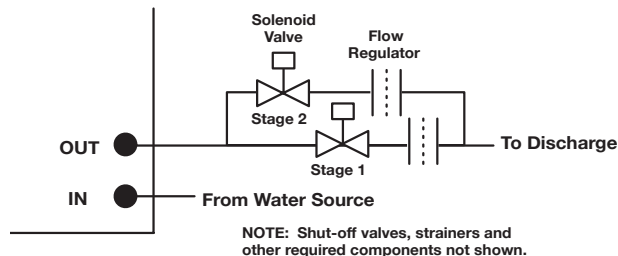 Solenoid
Valve
Flow
Regulator
Stage 2
OUT
To Discharge
Stage 1
IN
From Water Source
NOTE: Shut-off valves, strainers and
other required components not shown.